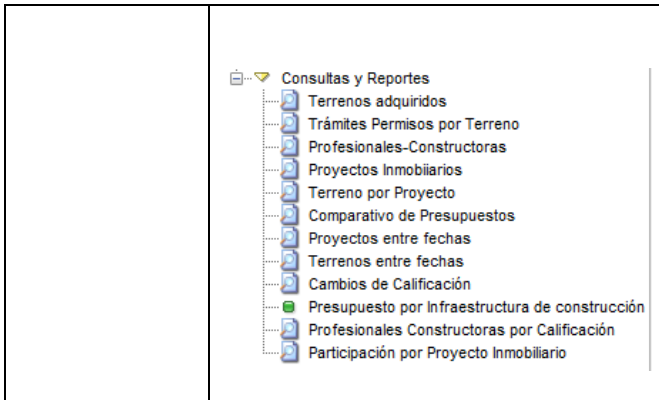 Consultas y Reportes
Terrenos adquiridos
Trámites Permisos por Terreno
Profesionales-Constructoras
Proyectos Inmobiiarios
Terreno por Proyecto
Comparativo de Presupuestos
Proyectos entre fechas
Terrenos entre fechas
Cambios de Calificación
Presupuesto por Infraestructura de construcción
Profesionales Constructoras por Calificación
Participación por Proyecto Inmobiliario